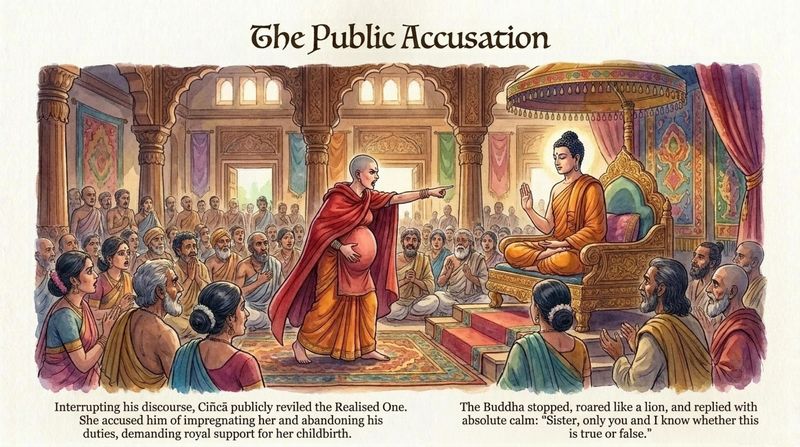 The Public Accusation
Interrupting his discourse, Ciñcā publicly reviled the Realised One.
She accused him of impregnating her and abandoning his
duties, demanding royal support for her childbirth.
The Buddha stopped, roared like a lion, and replied with
absolute calm: "Sister, only you and I know whether this
is true or false."